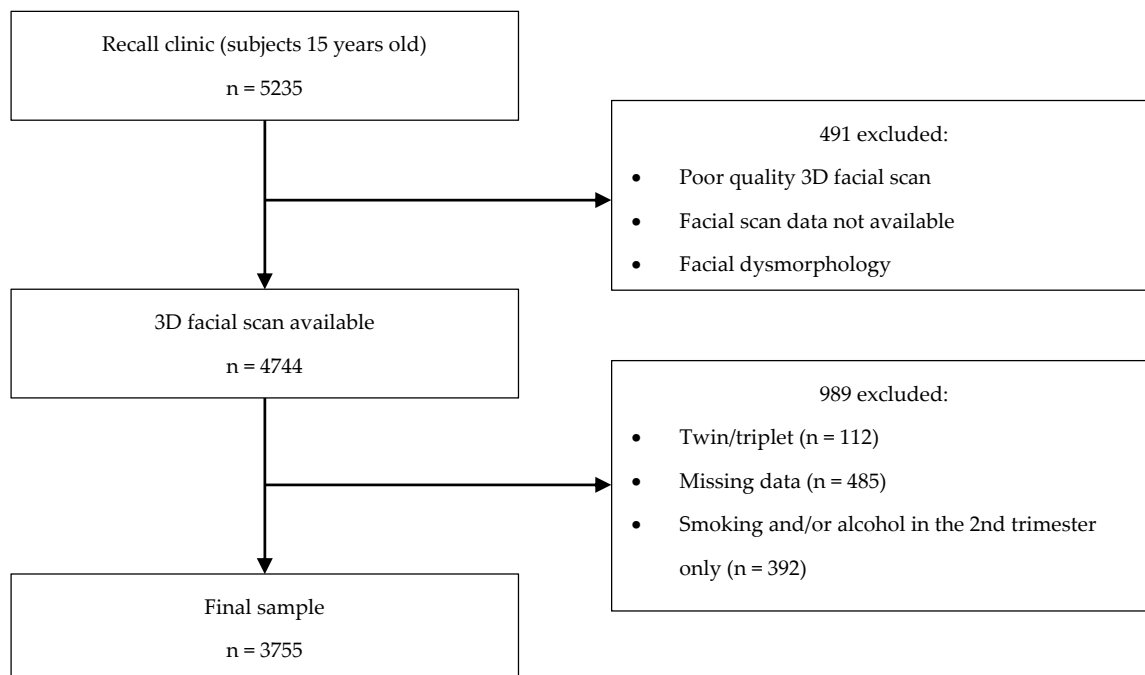 Recall clinic (subjects 15 years old)
n = 5235
491 excluded:
• Poor quality 3D facial scan
• Facial scan data not available
• Facial dysmorphology
3D facial scan available
n = 4744
989 excluded:
• Twin/triplet (n = 112)
• Missing data (n = 485)
• Smoking and/or alcohol in the 2nd trimester
only (n = 392)
Final sample
n = 3755